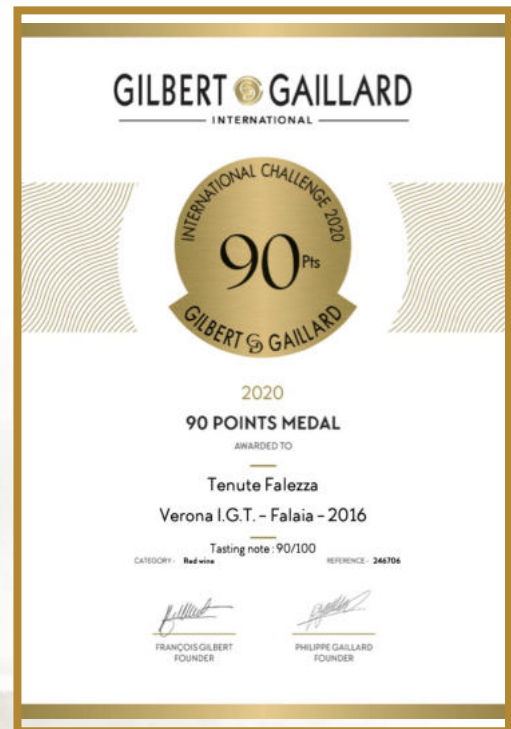 GILBERT GAILLARD
INTERNATIONAL
INTERNATIONAL CHALLENGE 2020
90 Pts
GILBERT GG GAILLARD
2020
90 POINTS MEDAL
AWARDED TO
Tenute Falezza
Verona I.G.T. – Falaia – 2016
Tasting note : 90/100
CATEGORY : Red wine REFERENCE : 246706
FRANÇOIS GILBERT PHILIPPE GAILLARD
FOUNDER FOUNDER